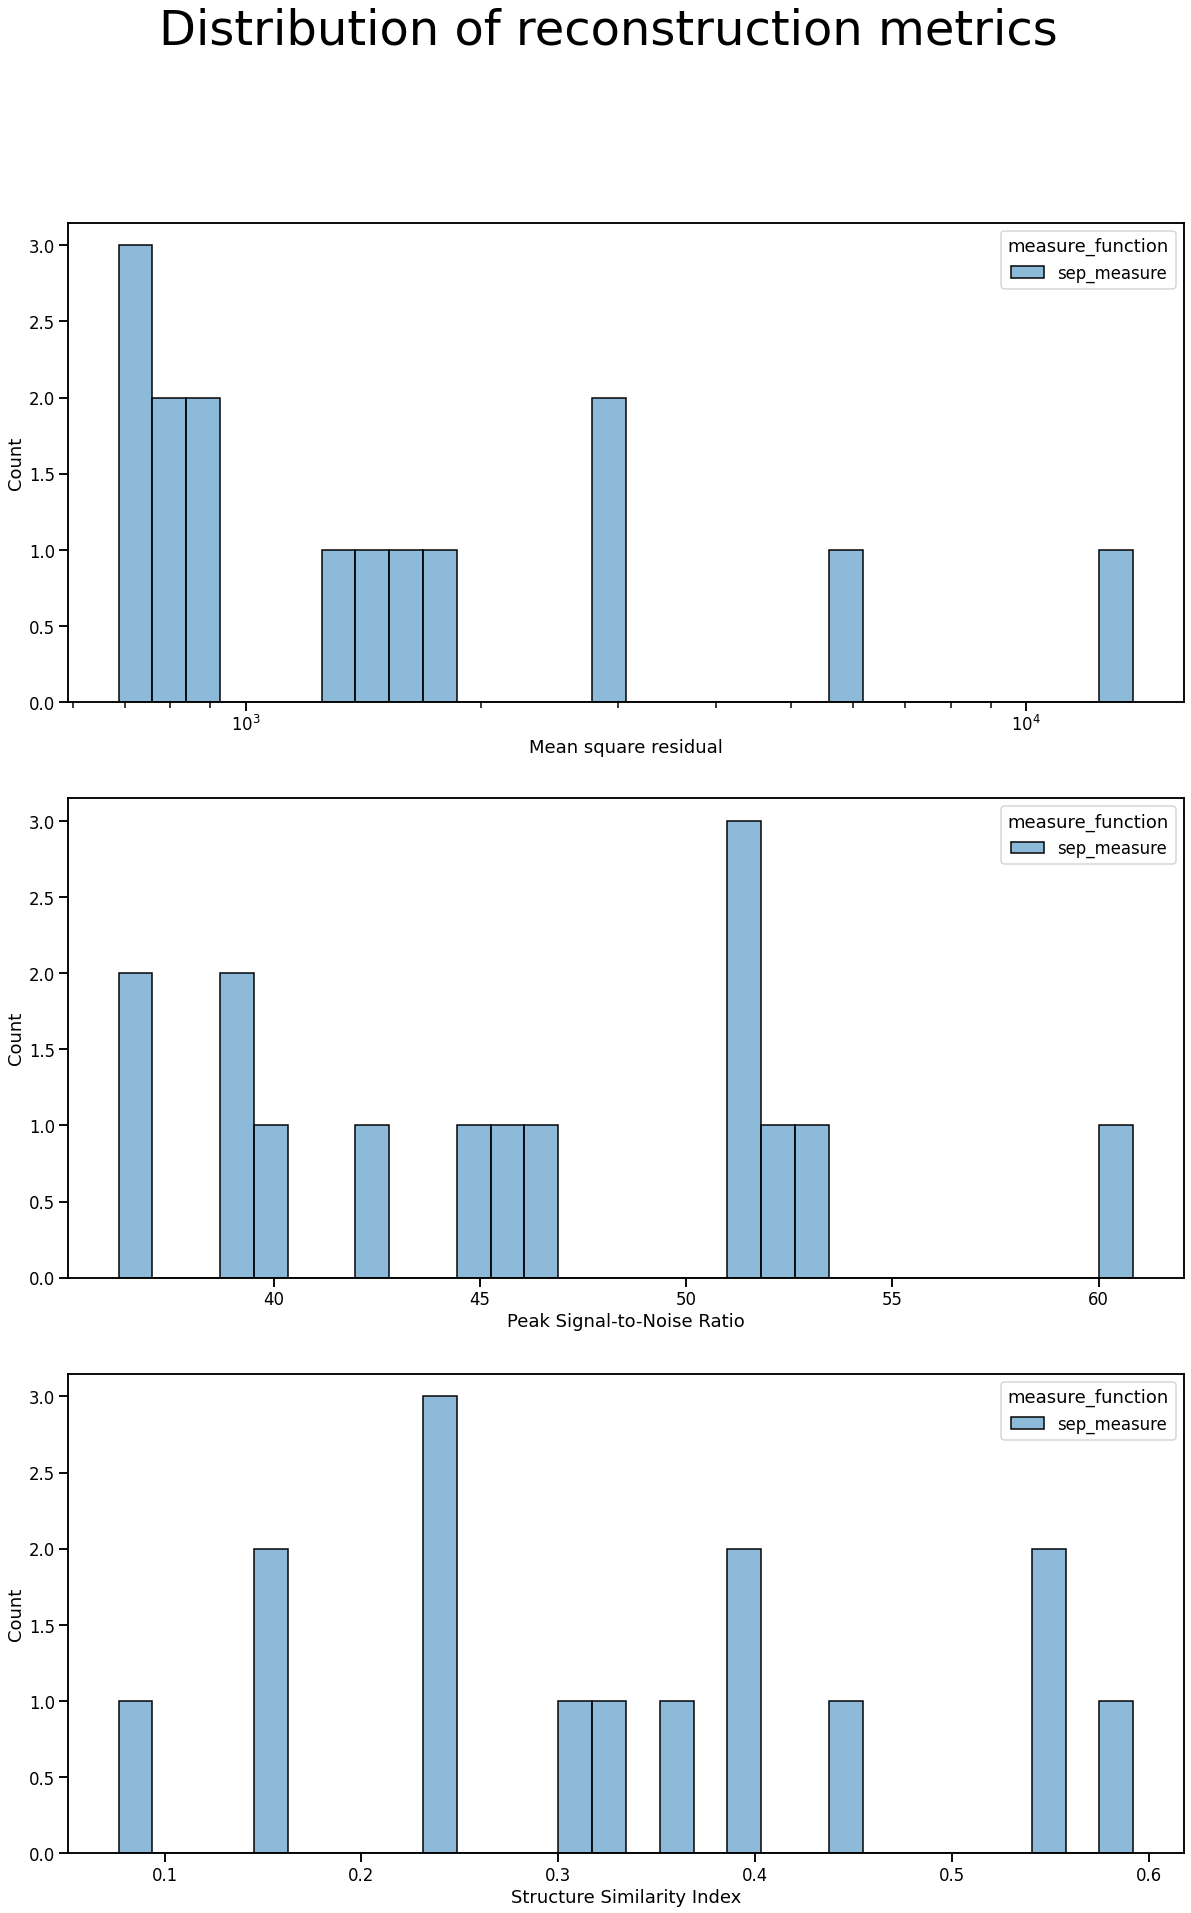 Distribution of reconstruction metrics
measure_function
sep_measure
3.0
2.5
2.0
1.5
1.0
0.5
0.0
Count
10³
10⁴
Mean square residual
measure_function
sep_measure
3.0
2.5
2.0
1.5
1.0
0.5
0.0
Count
40 45 50 55 60
Peak Signal-to-Noise Ratio
measure_function
sep_measure
3.0
2.5
2.0
1.5
1.0
0.5
0.0
Count
0.1 0.2 0.3 0.4 0.5 0.6
Structure Similarity Index